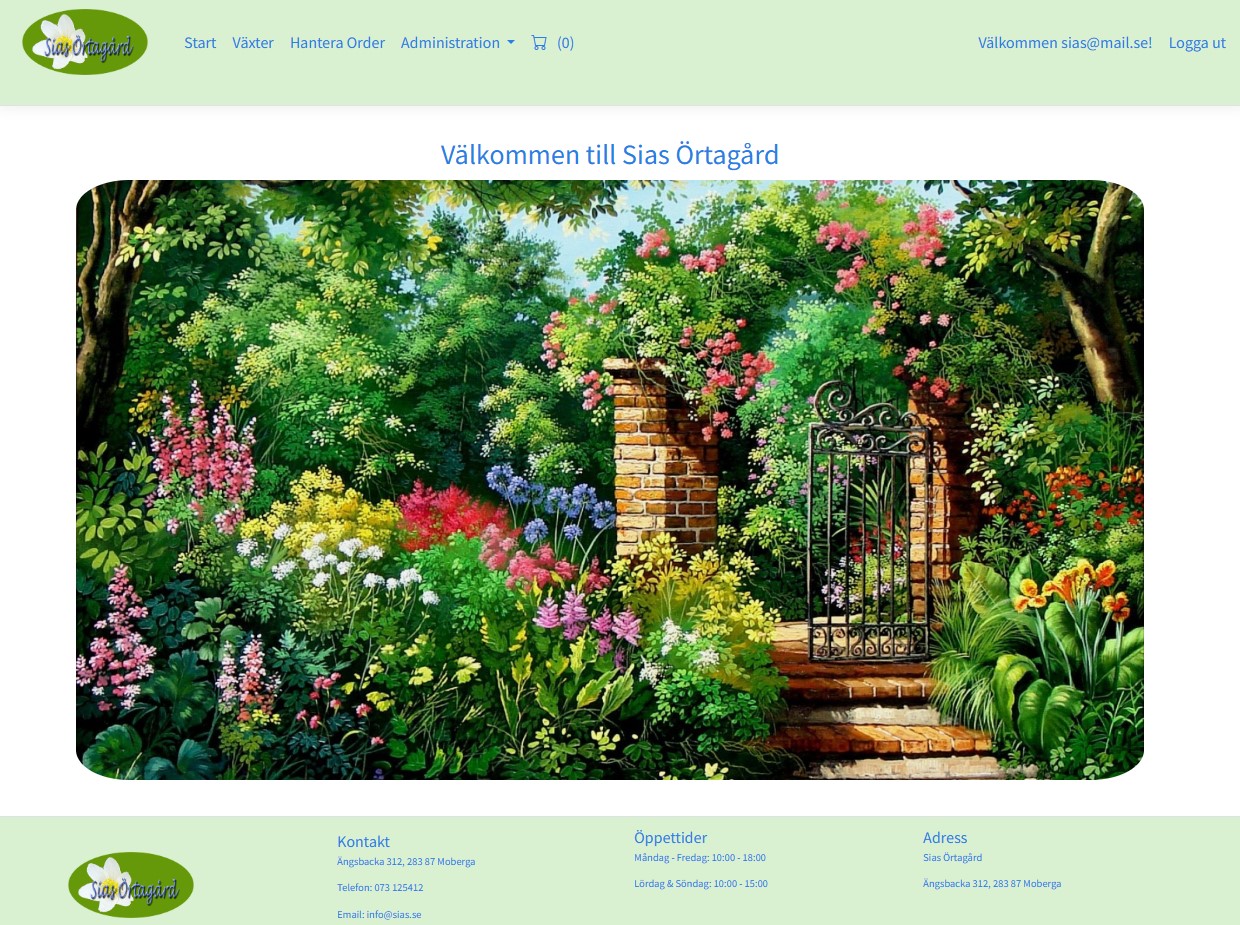 Sias Örtagård
Start Växter Hantera Order Administration (0) Välkommen sias@mail.se! Logga ut
Välkommen till Sias Örtagård
Sias Örtagård
Kontakt
Ängsbacka 312, 283 87 Moberga
Telefon: 073 125412
Email: info@sias.se
Öppettider
Måndag - Fredag: 10:00 - 18:00
Lördag & Söndag: 10:00 - 15:00
Adress
Sias Örtagård
Ängsbacka 312, 283 87 Moberga